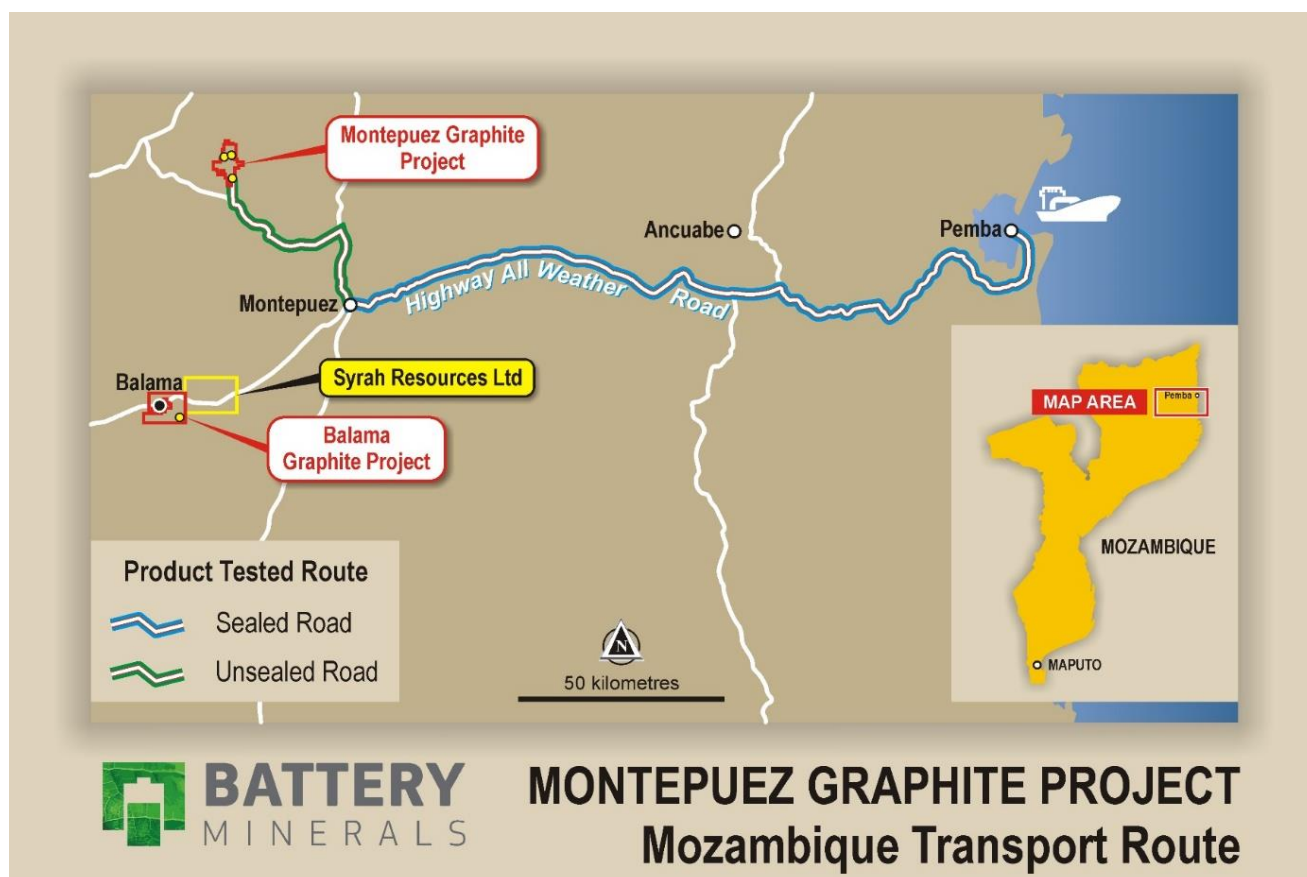 Montepuez Graphite
Project
Ancuabe
Pemba
Highway All Weather Road
Montepuez
Balama
Syrah Resources Ltd
Balama
Graphite Project
MAP AREA
Pemba
MOZAMBIQUE
MAPUTO
Product Tested Route
Sealed Road
Unsealed Road
N
50 kilometres
BATTERY
MINERALS
MONTEPUEZ GRAPHITE PROJECT
Mozambique Transport Route